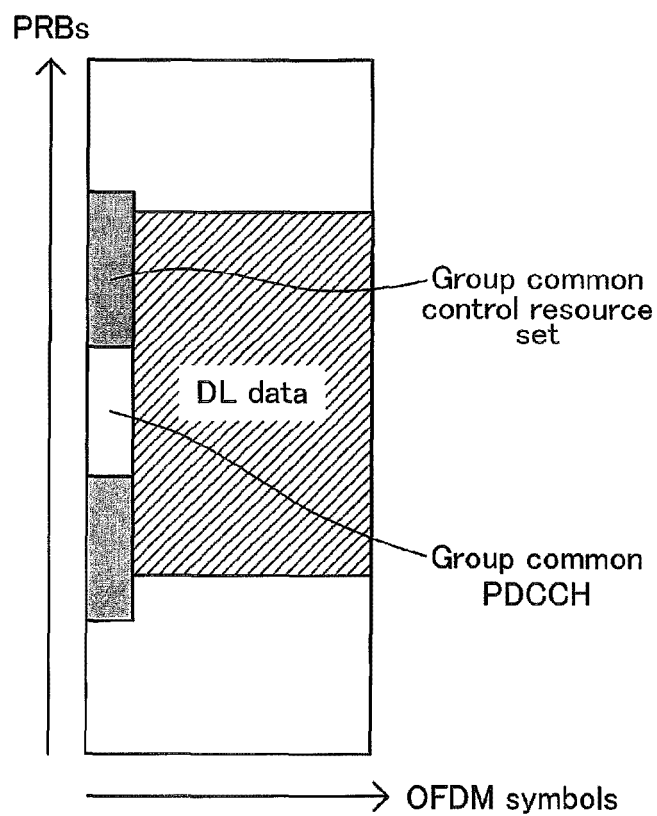 PRBs
Group common
control resource
set
DL data
Group common
PDCCH
OFDM symbols